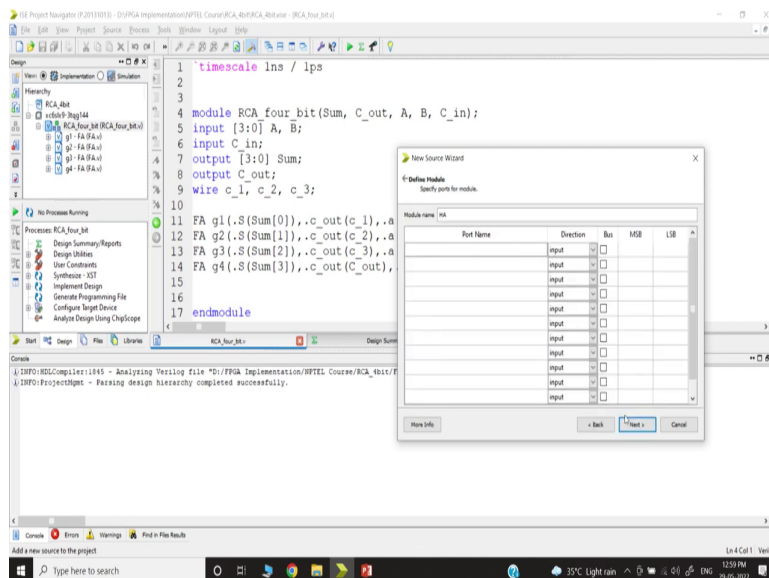 ISE Project Navigator (P.20131013) - D:\FPGA Implementation\NPTEL Course\RCA_4bit\RCA_4bit.xise - [RCA_four_bit.v]
File Edit View Project Source Process Tools Window Layout Help
Design
View: Implementation Simulation
Hierarchy
RCA_4bit
RCA_four_bit (RCA_four_bit.v)
g1 - FA (FA.v)
g2 - FA (FA.v)
g3 - FA (FA.v)
g4 - FA (FA.v)
No Processes Running
Processes: RCA_four_bit
Design Summary/Reports
Design Utilities
User Constraints
Synthesize - XST
Implement Design
Generate Programming File
Configure Target Device
Analyze Design Using ChipScope
Start Design Files Libraries
1 `timescale 1ns / 1ps
2
3
4 module RCA_four_bit(Sum, C_out, A, B, C_in);
5 input [3:0] A, B;
6 input C_in;
7 output [3:0] Sum;
8 output C_out;
9 wire c_1, c_2, c_3;
10
11 FA g1(.S(Sum[0]),.c_out(c_1),.a
12 FA g2(.S(Sum[1]),.c_out(c_2),.a
13 FA g3(.S(Sum[2]),.c_out(c_3),.a
14 FA g4(.S(Sum[3]),.c_out(C_out),.
15
16
17 endmodule
RCA_four_bit.v Design Summ
New Source Wizard
Define Module
Specify ports for module.
Module name HA
Port Name Direction Bus MSB LSB
input
input
input
input
input
input
input
input
input
input
input
More Info < Back Next > Cancel
Console
INFO:HDLCompiler:1845 - Analyzing Verilog file "D:/FPGA Implementation/NPTEL Course/RCA_4bit/F
INFO:ProjectMgmt - Parsing design hierarchy completed successfully.
Console Errors Warnings Find in Files Results
Add a new source to the project
Ln 4 Col 1 Veri
Type here to search
35°C Light rain
ENG
12:59 PM
29-05-2022